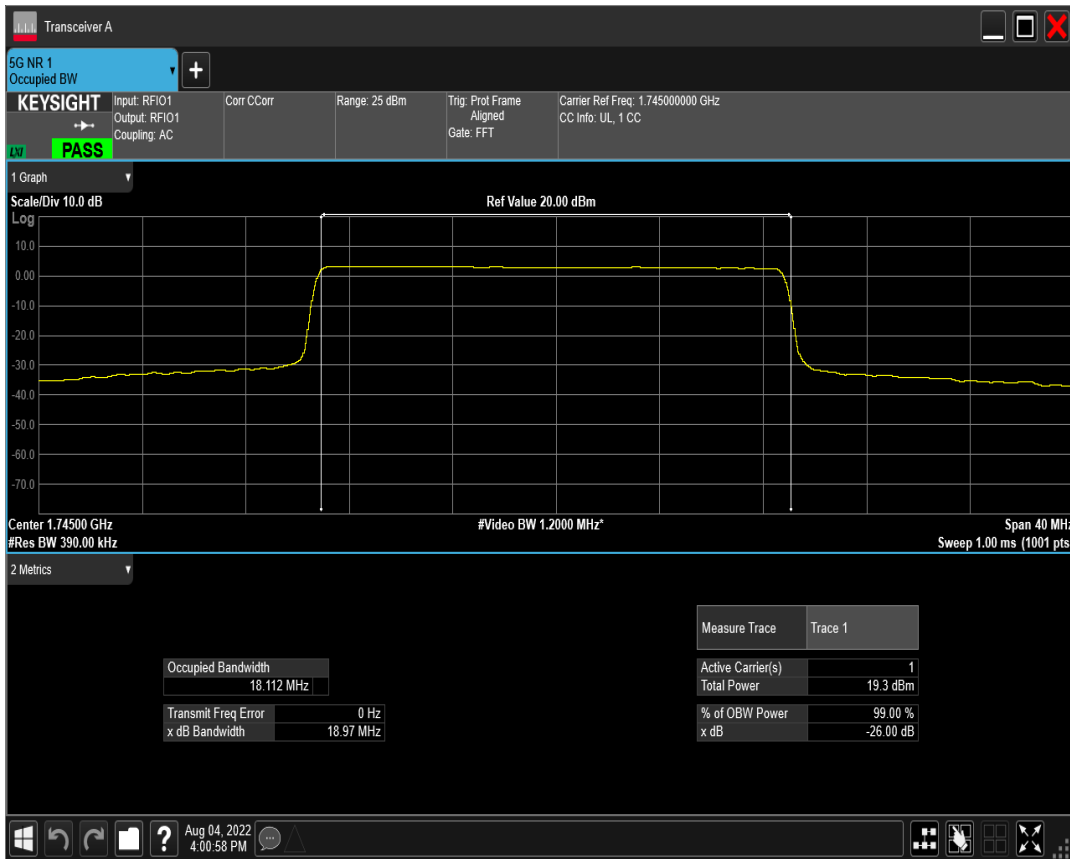 Transceiver A
5G NR 1
Occupied BW
KEYSIGHT
LXI
PASS
Input: RFIO1
Output: RFIO1
Coupling: AC
Corr CCorr
Range: 25 dBm
Trig: Prot Frame
Aligned
Gate: FFT
Carrier Ref Freq: 1.745000000 GHz
CC Info: UL, 1 CC
1 Graph
Scale/Div 10.0 dB
Ref Value 20.00 dBm
Log
10.0
0.00
-10.0
-20.0
-30.0
-40.0
-50.0
-60.0
-70.0
Center 1.74500 GHz
#Video BW 1.2000 MHz*
Span 40 MHz
#Res BW 390.00 kHz
Sweep 1.00 ms (1001 pts
2 Metrics
Measure Trace Trace 1
Occupied Bandwidth
18.112 MHz
Active Carrier(s) 1
Total Power 19.3 dBm
Transmit Freq Error 0 Hz
x dB Bandwidth 18.97 MHz
% of OBW Power 99.00 %
x dB -26.00 dB
?
Aug 04, 2022
4:00:58 PM